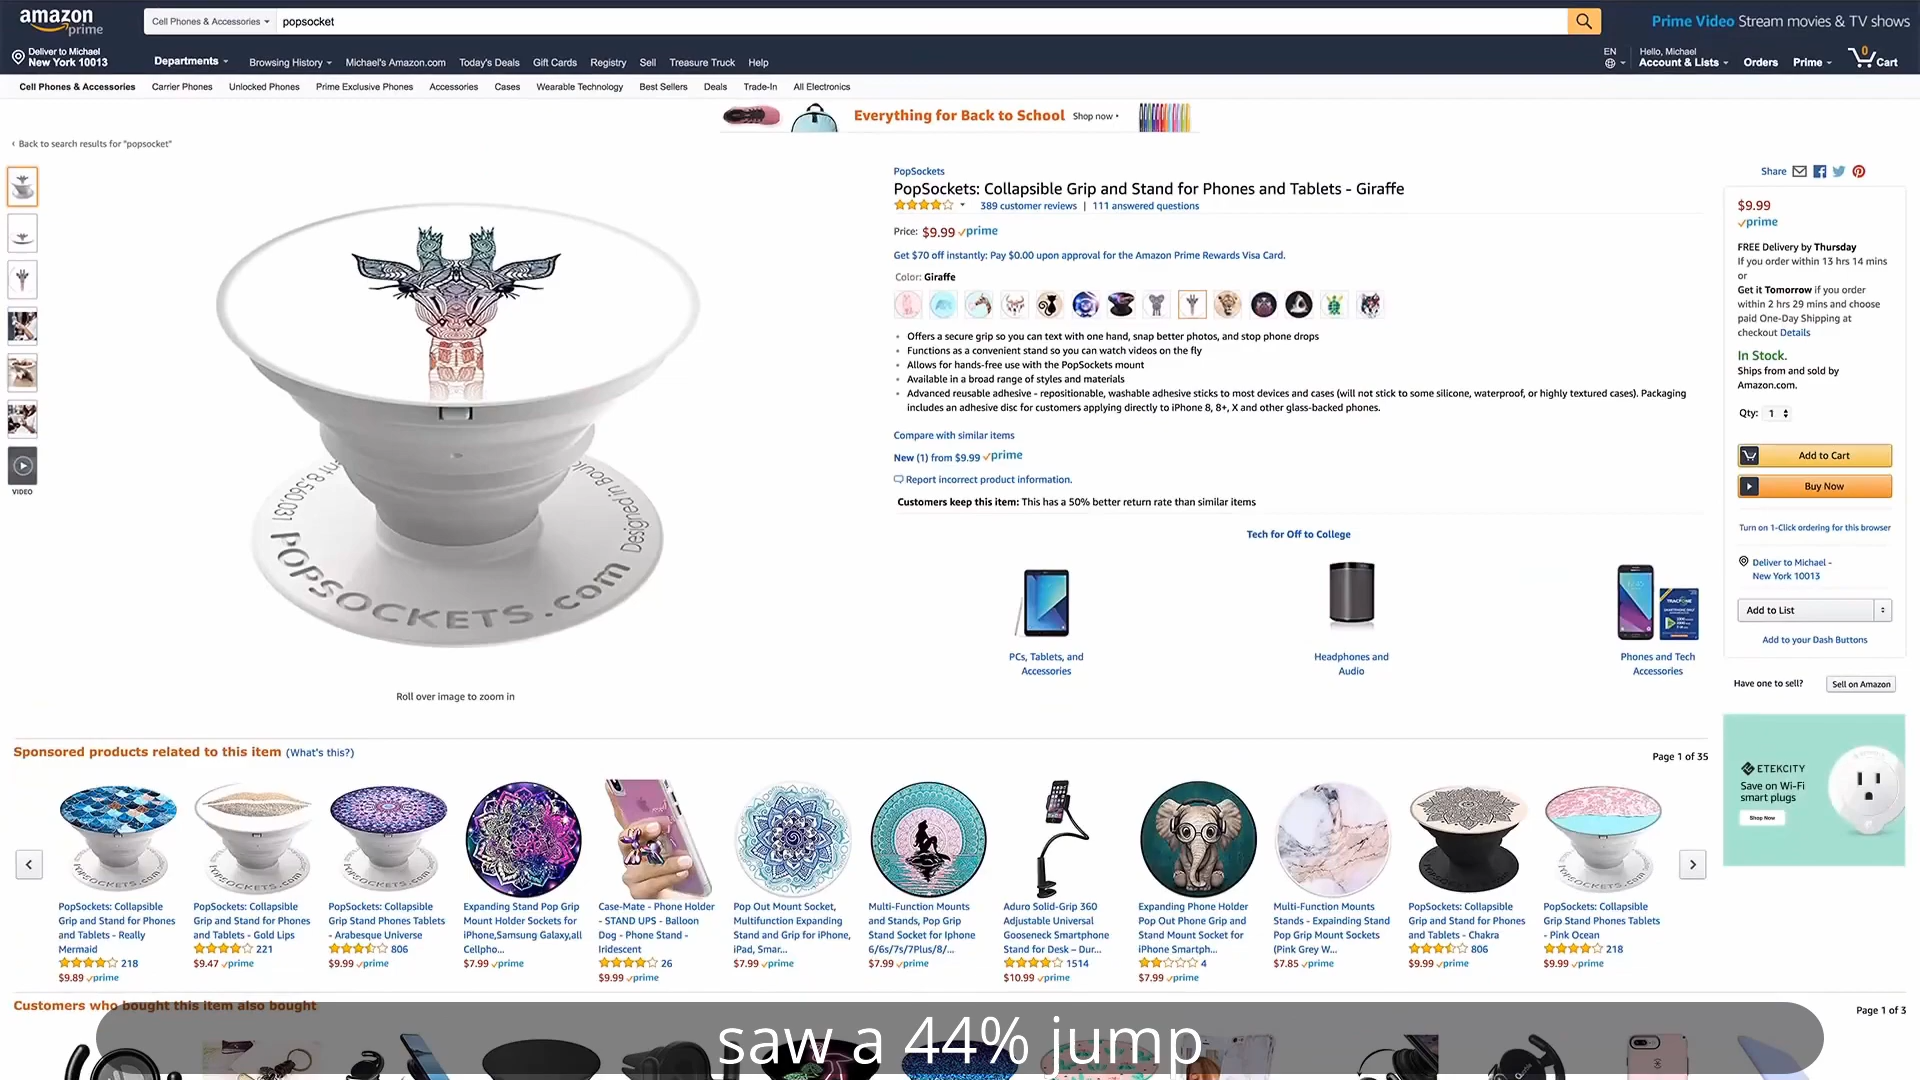 amazon
prime
Cell Phones & Accessories
popsocket
Prime Video Stream movies & TV shows
Deliver to Michael
New York 10013
Departments
Browsing History
Michael's Amazon.com
Today's Deals
Gift Cards
Registry
Sell
Treasure Truck
Help
EN
Hello, Michael
Account & Lists
Orders
Prime
0
Cart
Cell Phones & Accessories
Carrier Phones
Unlocked Phones
Prime Exclusive Phones
Accessories
Cases
Wearable Technology
Best Sellers
Deals
Trade-In
All Electronics
Everything for Back to School
Shop now
‹ Back to search results for "popsocket"
VIDEO
POPSOCKETS.com
Roll over image to zoom in
PopSockets
PopSockets: Collapsible Grip and Stand for Phones and Tablets - Giraffe
389 customer reviews | 111 answered questions
Price: $9.99 prime
Get $70 off instantly: Pay $0.00 upon approval for the Amazon Prime Rewards Visa Card.
Color: Giraffe
Offers a secure grip so you can text with one hand, snap better photos, and stop phone drops
Functions as a convenient stand so you can watch videos on the fly
Allows for hands-free use with the PopSockets mount
Available in a broad range of styles and materials
Advanced reusable adhesive - repositionable, washable adhesive sticks to most devices and cases (will not stick to some silicone, waterproof, or highly textured cases). Packaging
includes an adhesive disc for customers applying directly to iPhone 8, 8+, X and other glass-backed phones.
Compare with similar items
New (1) from $9.99 prime
Report incorrect product information.
Customers keep this item: This has a 50% better return rate than similar items
Tech for Off to College
PCs, Tablets, and
Accessories
Headphones and
Audio
TRACFONE
Phones and Tech
Accessories
Share
$9.99
prime
FREE Delivery by Thursday
If you order within 13 hrs 14 mins
or
Get it Tomorrow if you order
within 2 hrs 29 mins and choose
paid One-Day Shipping at
checkout Details
In Stock.
Ships from and sold by
Amazon.com.
Qty: 1
Add to Cart
Buy Now
Turn on 1-Click ordering for this browser
Deliver to Michael -
New York 10013
Add to List
Add to your Dash Buttons
Have one to sell?
Sell on Amazon
ETEKCITY
Save on Wi-Fi
smart plugs
Shop Now
Sponsored products related to this item (What's this?)
Page 1 of 35
PopSockets: Collapsible
Grip and Stand for Phones
and Tablets - Really
Mermaid
218
$9.89 prime
PopSockets: Collapsible
Grip and Stand for Phones
and Tablets - Gold Lips
221
$9.47 prime
PopSockets: Collapsible
Grip Stand Phones Tablets
- Arabesque Universe
806
$9.99 prime
Expanding Stand Pop Grip
Mount Holder Sockets for
iPhone,Samsung Galaxy,all
Cellpho...
$7.99 prime
Case-Mate - Phone Holder
- STAND UPS - Balloon
Dog - Phone Stand -
Iridescent
26
$9.99 prime
Pop Out Mount Socket,
Multifunction Expanding
Stand and Grip for iPhone,
iPad, Smar...
$7.99 prime
Multi-Function Mounts
and Stands, Pop Grip
Stand Socket for Iphone
6/6s/7s/7Plus/8/...
$7.99 prime
Aduro Solid-Grip 360
Adjustable Universal
Gooseneck Smartphone
Stand for Desk – Dur...
1514
$10.99 prime
Expanding Phone Holder
Pop Out Phone Grip and
Stand Mount Socket for
iPhone Smartph...
4
$7.99 prime
Multi-Function Mounts
Stands - Expainding Stand
Pop Grip Mount Sockets
(Pink Grey W...
$7.85 prime
PopSockets: Collapsible
Grip and Stand for Phones
and Tablets - Chakra
806
$9.99 prime
PopSockets: Collapsible
Grip Stand Phones Tablets
- Pink Ocean
218
$9.99 prime
Customers who bought this item also bought
Page 1 of 3
saw a 44% jump